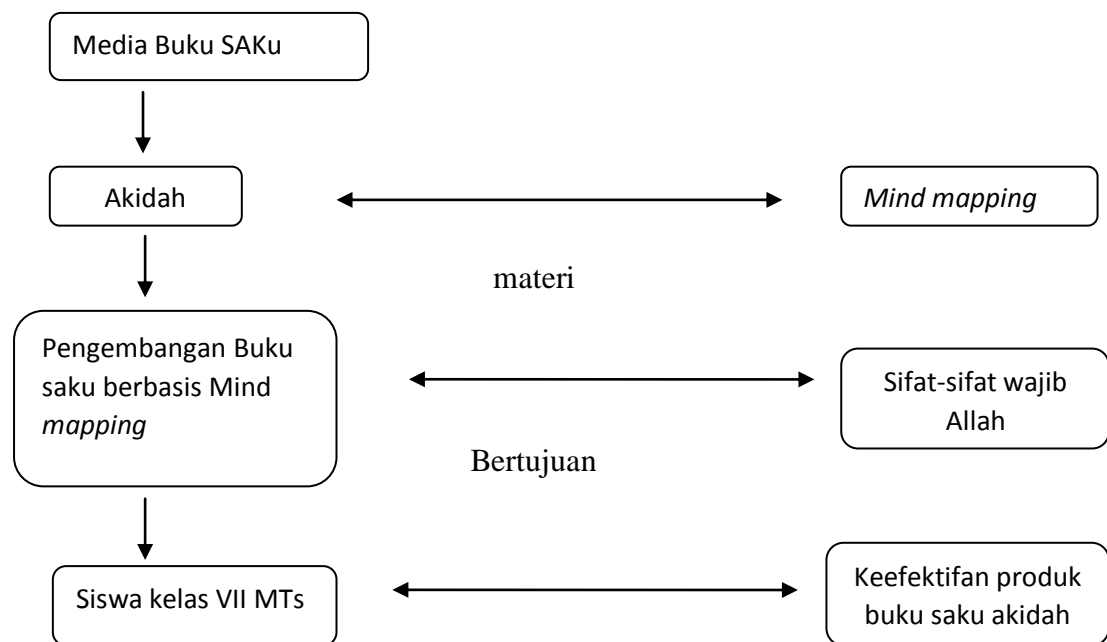 Media Buku SAKu
Akidah
Mind mapping
materi
Pengembangan Buku
saku berbasis Mind
mapping
Sifat-sifat wajib
Allah
Bertujuan
Siswa kelas VII MTs
Keefektifan produk
buku saku akidah